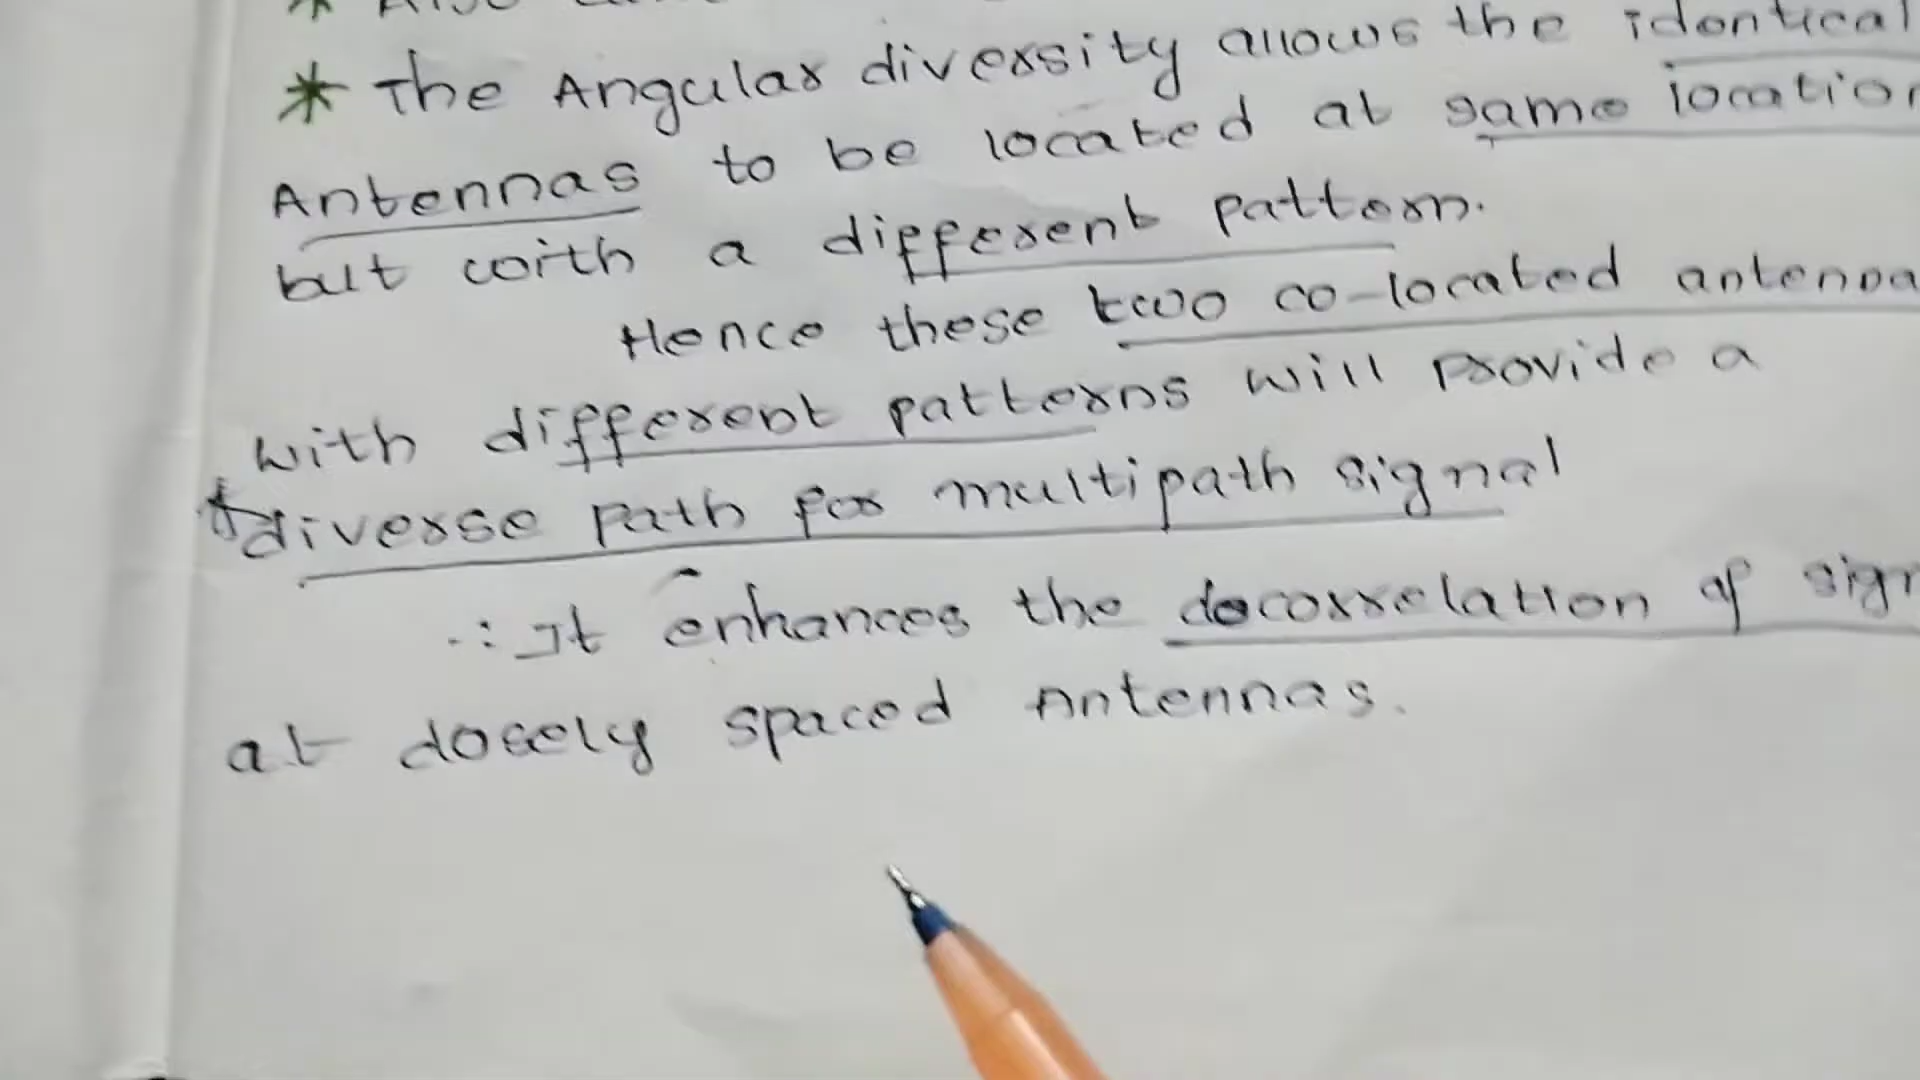 * Also
* The Angular diversity allows the identical
Antennas to be located at same location
but with a different pattern.
Hence these two co-located antenna
with different patterns will provide a
diverse path for multipath signal
∴ It enhances the decorrelation of sign
at closely spaced Antennas.